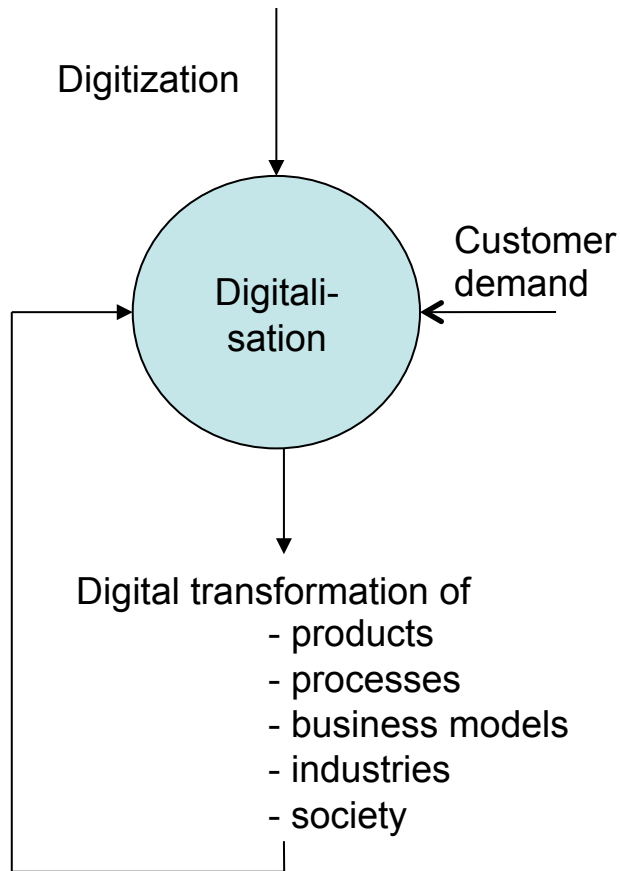 Digitization
Customer
demand
Digitali-
sation
Digital transformation of
- products
- processes
- business models
- industries
- society